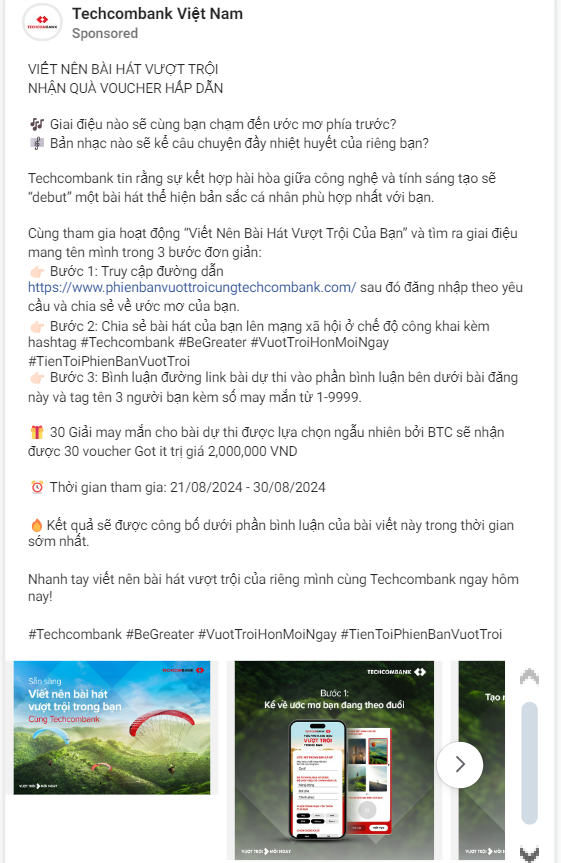 Techcombank Việt Nam
Sponsored
VIẾT NÊN BÀI HÁT VƯỢT TRỘI
NHẬN QUÀ VOUCHER HẤP DẪN
🎶 Giai điệu nào sẽ cùng bạn chạm đến ước mơ phía trước?
🎼 Bản nhạc nào sẽ kể câu chuyện đầy nhiệt huyết của riêng bạn?
Techcombank tin rằng sự kết hợp hài hòa giữa công nghệ và tính sáng tạo sẽ
“debut” một bài hát thể hiện bản sắc cá nhân phù hợp nhất với bạn.
Cùng tham gia hoạt động “Viết Nên Bài Hát Vượt Trội Của Bạn” và tìm ra giai điệu
mang tên mình trong 3 bước đơn giản:
👉🏻 Bước 1: Truy cập đường dẫn
https://www.phienbanvuottroicungtechcombank.com/ sau đó đăng nhập theo yêu
cầu và chia sẻ về ước mơ của bạn.
👉🏻 Bước 2: Chia sẻ bài hát của bạn lên mạng xã hội ở chế độ công khai kèm
hashtag #Techcombank #BeGreater #VuotTroiHonMoiNgay
#TienToiPhienBanVuotTroi
👉🏻 Bước 3: Bình luận đường link bài dự thi vào phần bình luận bên dưới bài đăng
này và tag tên 3 người bạn kèm số may mắn từ 1-9999.
🎁 30 Giải may mắn cho bài dự thi được lựa chọn ngẫu nhiên bởi BTC sẽ nhận
được 30 voucher Got it trị giá 2,000,000 VND
⏰ Thời gian tham gia: 21/08/2024 - 30/08/2024
🔥Kết quả sẽ được công bố dưới phần bình luận của bài viết này trong thời gian
sớm nhất.
Nhanh tay viết nên bài hát vượt trội của riêng mình cùng Techcombank ngay hôm
nay!
#Techcombank #BeGreater #VuotTroiHonMoiNgay #TienToiPhienBanVuotTroi
TECHCOMBANK
Sẵn sàng
Viết nên bài hát
vượt trội trong bạn
Cùng Techcombank
VƯỢT TRỘI MỖI NGAY
TECHCOMBANK
Bước 1:
Kể về ước mơ bạn đang theo đuổi
TECHCOMBANK
VƯỢT TRỘI
VƯỢT TRỘI MỖI NGAY
Tạo
VƯỢT TRỘI